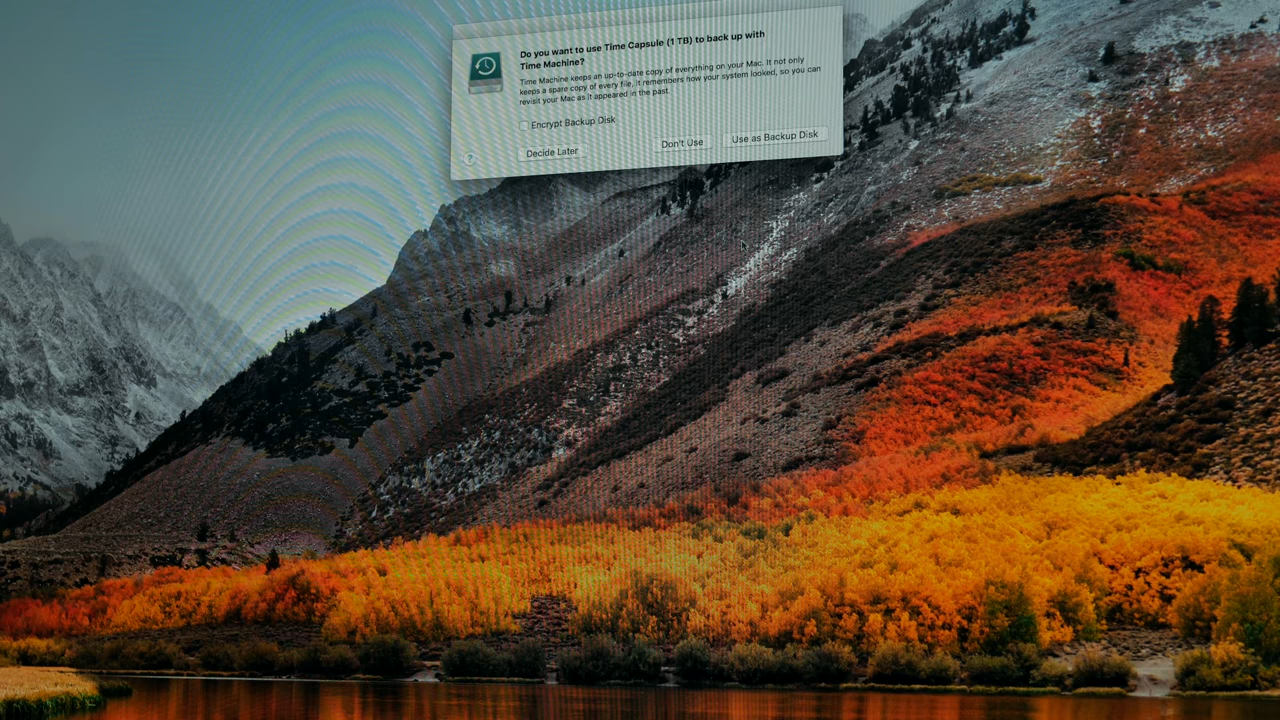 Do you want to use Time Capsule (1 TB) to back up with
Time Machine?
Time Machine keeps an up-to-date copy of everything on your Mac. It not only
keeps a spare copy of every file, it remembers how your system looked, so you can
revisit your Mac as it appeared in the past.
Encrypt Backup Disk
? Decide Later Don't Use Use as Backup Disk